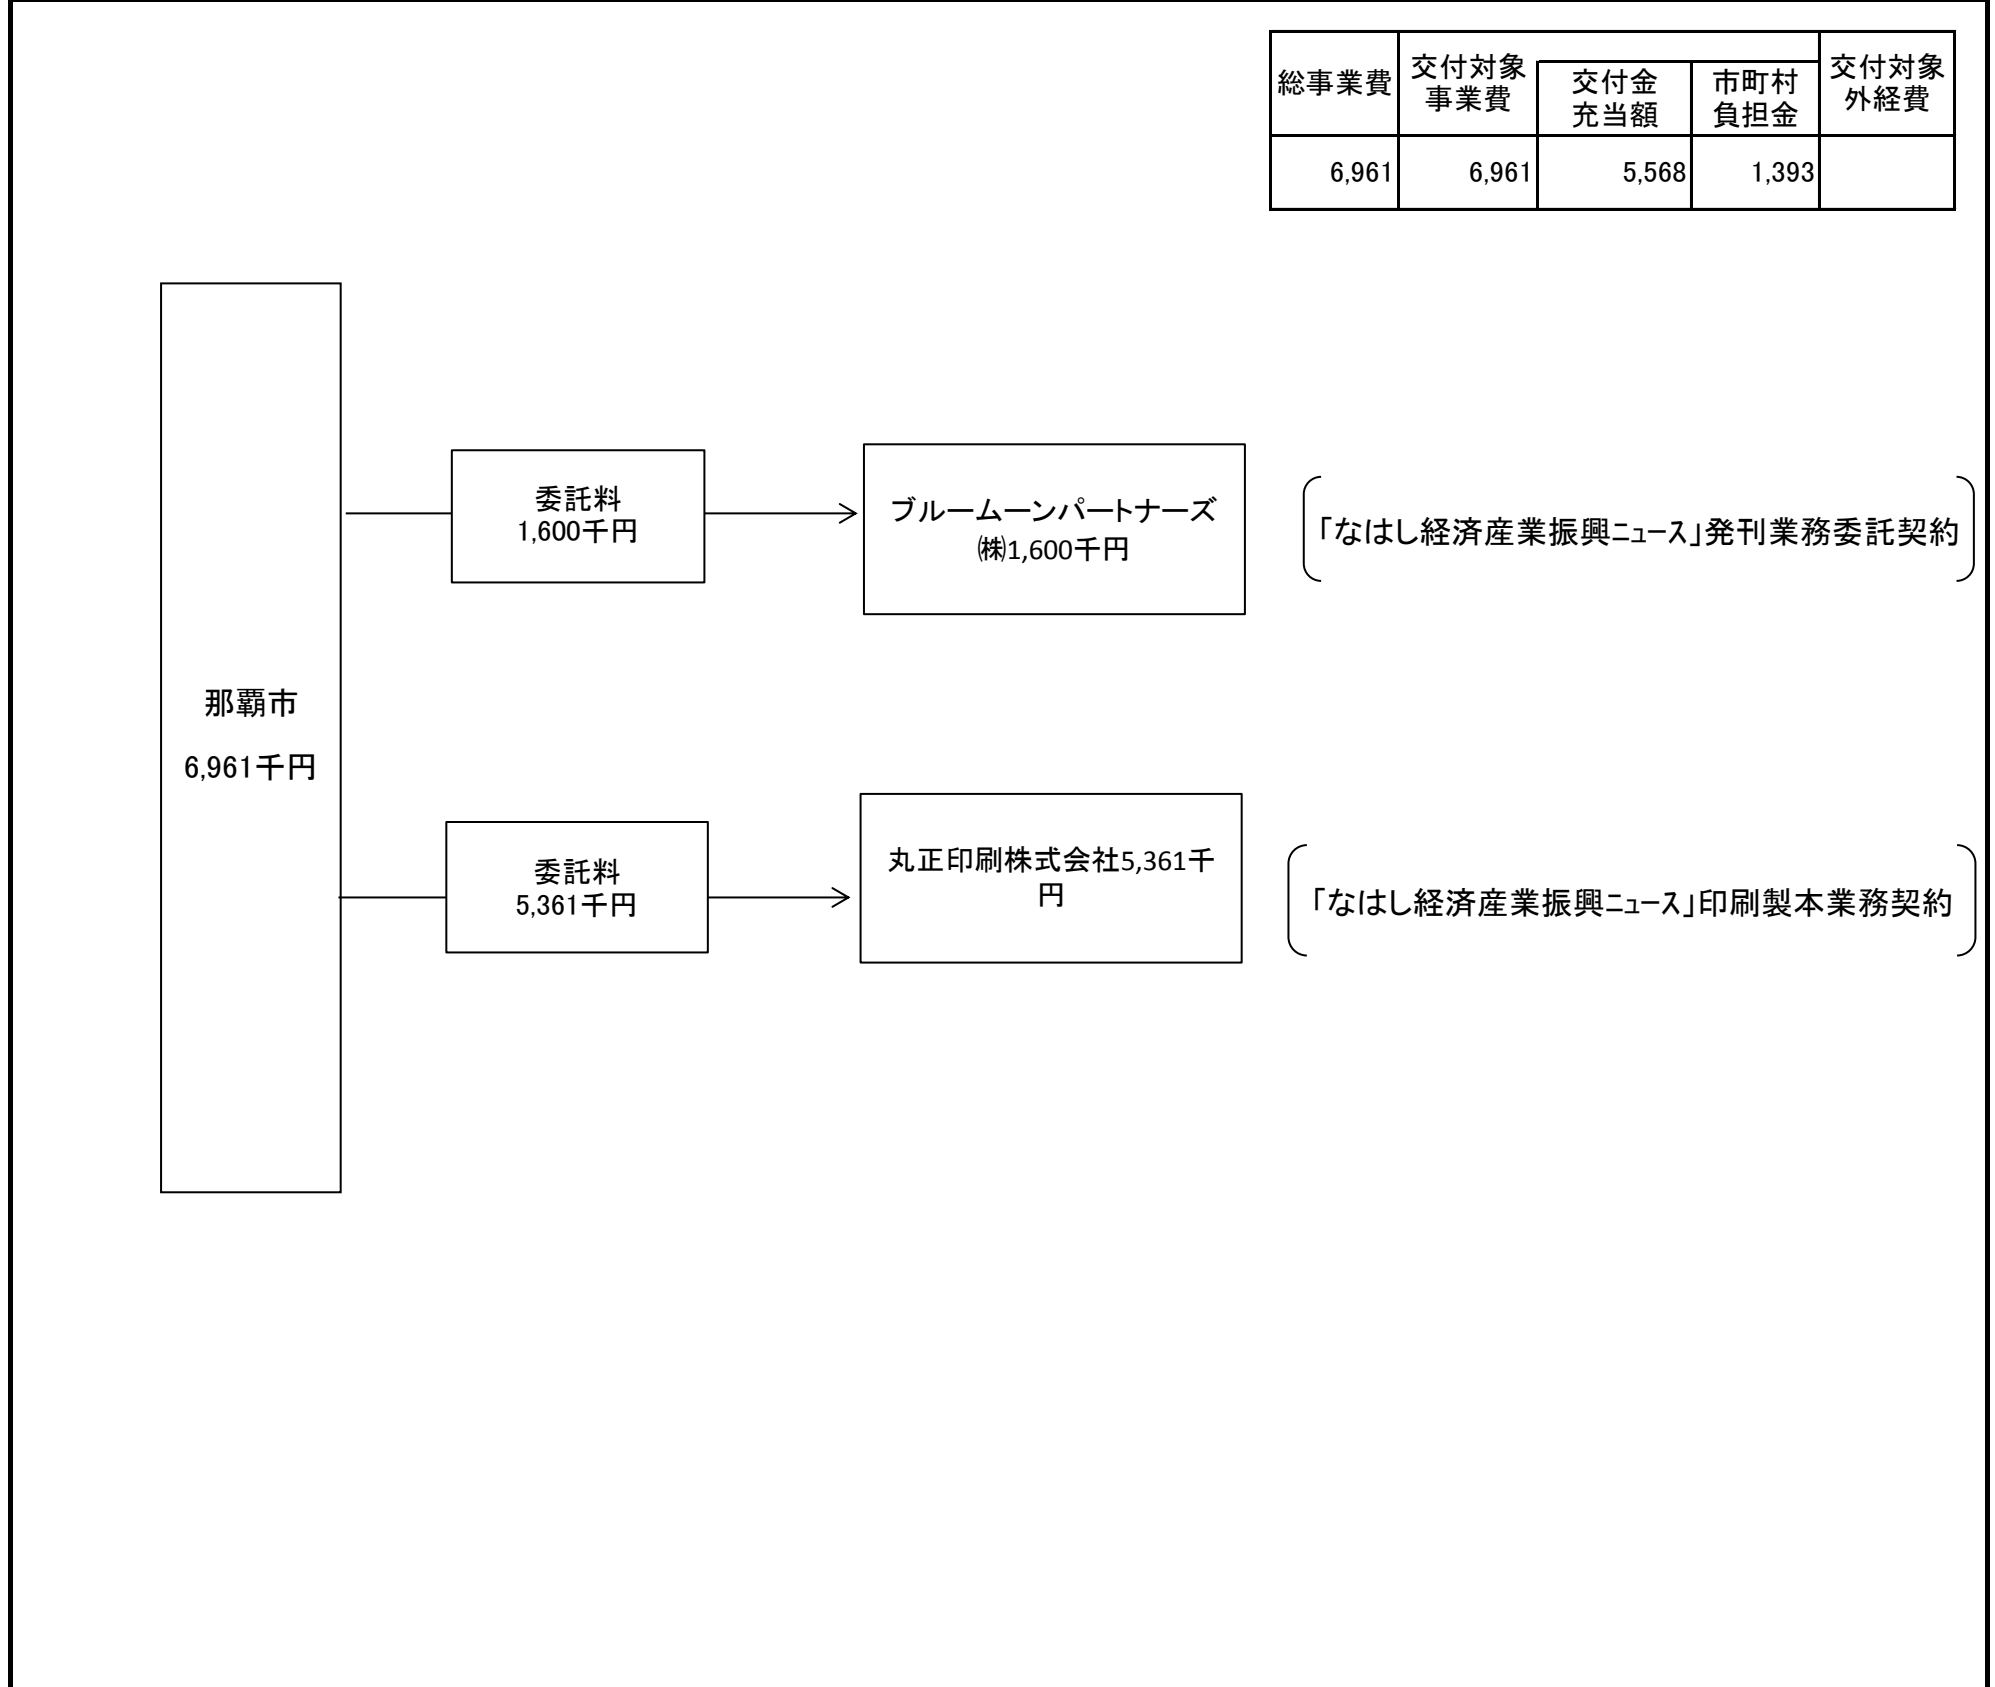 総事業費
交付対象
事業費
交付金
充当額
市町村
負担金
交付対象
外経費
6,961
6,961
5,568
1,393
委託料
1,600千円
ブルームーンパートナーズ
㈱1,600千円
「なはし経済産業振興ﾆｭｰｽ」発刊業務委託契約
那覇市
6,961千円
委託料
5,361千円
丸正印刷株式会社5,361千
円
「なはし経済産業振興ﾆｭｰｽ」印刷製本業務契約